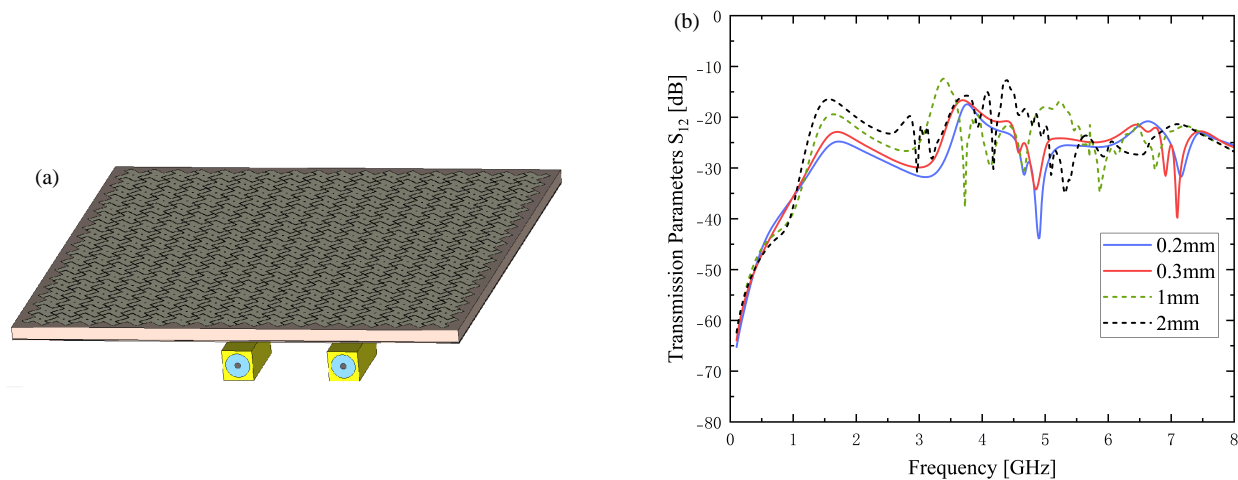 (a)
(b)
Transmission Parameters S12 [dB]
0
-10
-20
-30
-40
-50
-60
-70
-80
0.2mm
0.3mm
1mm
2mm
0 1 2 3 4 5 6 7 8
Frequency [GHz]